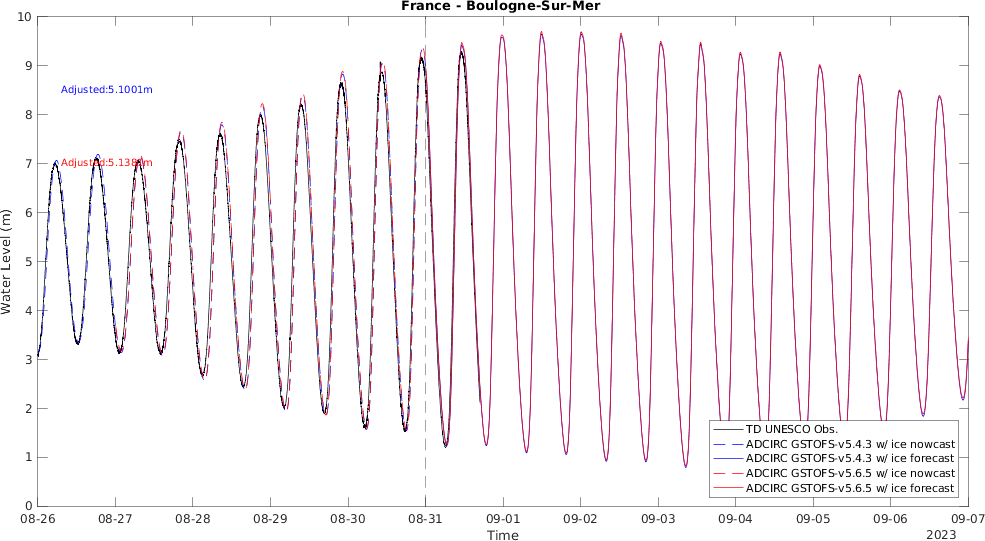 France - Boulogne-Sur-Mer
10
9
8
7
6
5
4
3
2
1
0
Water Level (m)
Adjusted:5.1001m
TD UNESCO Obs.
ADCIRC GSTOFS-v5.4.3 w/ ice nowcast
ADCIRC GSTOFS-v5.4.3 w/ ice forecast
ADCIRC GSTOFS-v5.6.5 w/ ice nowcast
ADCIRC GSTOFS-v5.6.5 w/ ice forecast
08-26 08-27 08-28 08-29 08-30 08-31 09-01 09-02 09-03 09-04 09-05 09-06 09-07
Time
2023